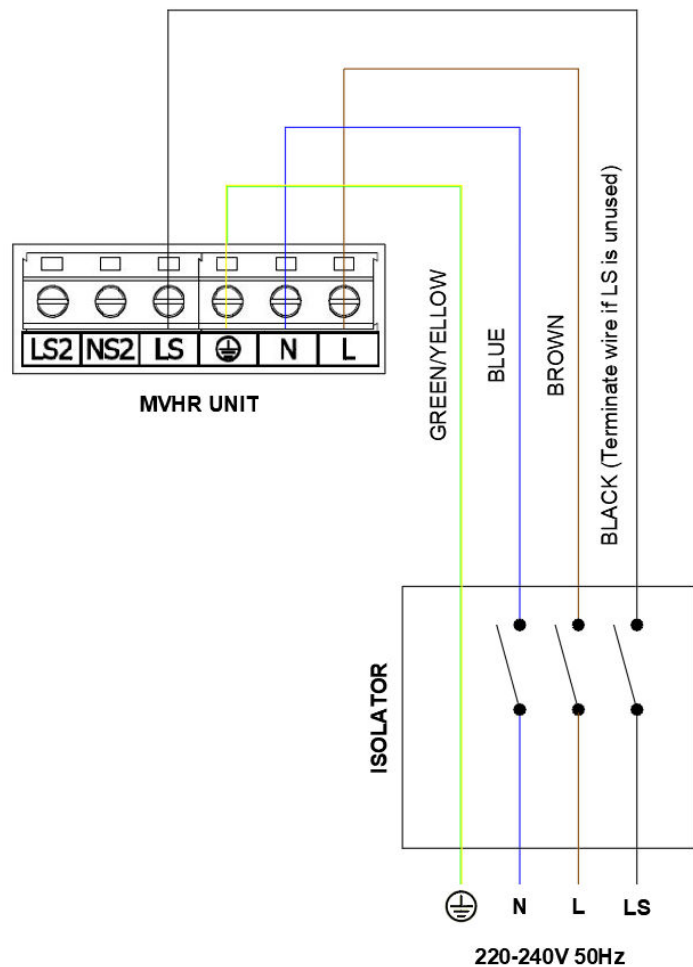 LS2 NS2 LS N L
MVHR UNIT
GREEN/YELLOW
BLUE
BROWN
BLACK (Terminate wire if LS is unused)
ISOLATOR
N L LS
220-240V 50Hz